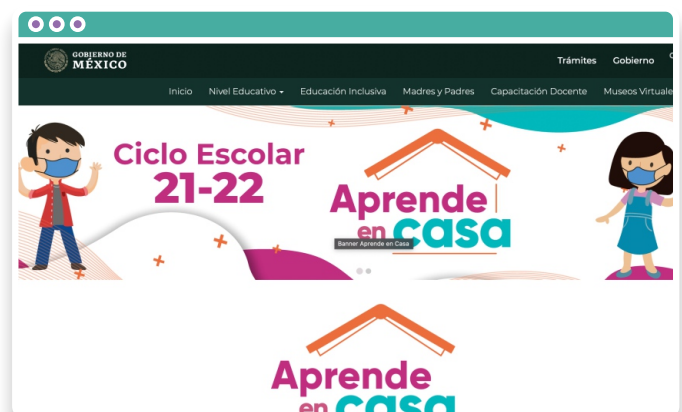 GOBIERNO DE
MÉXICO
Trámites Gobierno
Inicio Nivel Educativo Educación Inclusiva Madres y Padres Capacitación Docente Museos Virtuale
Ciclo Escolar
21-22
Aprende
en casa
Banner Aprende en Casa
Aprende
en casa